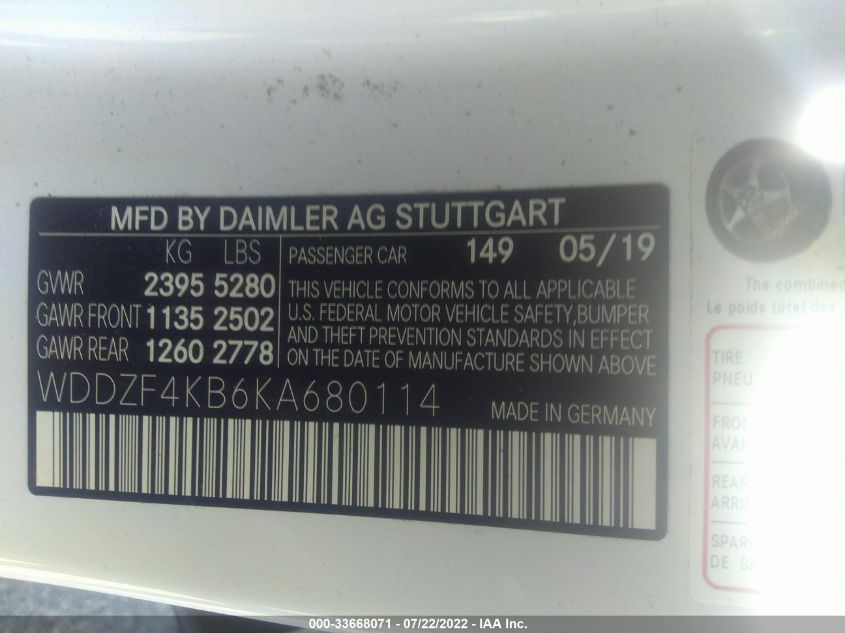 MFD BY DAIMLER AG STUTTGART
KG LBS
GVWR 2395 5280
GAWR FRONT 1135 2502
GAWR REAR 1260 2778
PASSENGER CAR 149 05/19
THIS VEHICLE CONFORMS TO ALL APPLICABLE
U.S. FEDERAL MOTOR VEHICLE SAFETY,BUMPER
AND THEFT PREVENTION STANDARDS IN EFFECT
ON THE DATE OF MANUFACTURE SHOWN ABOVE
WDDZF4KB6KA680114
MADE IN GERMANY
The combined
Le poids total des
TIRE
PNEU
FRON
AVAN
REAR
ARRIE
SPAR
DE SE
000-33668071 - 07/22/2022 - IAA Inc.